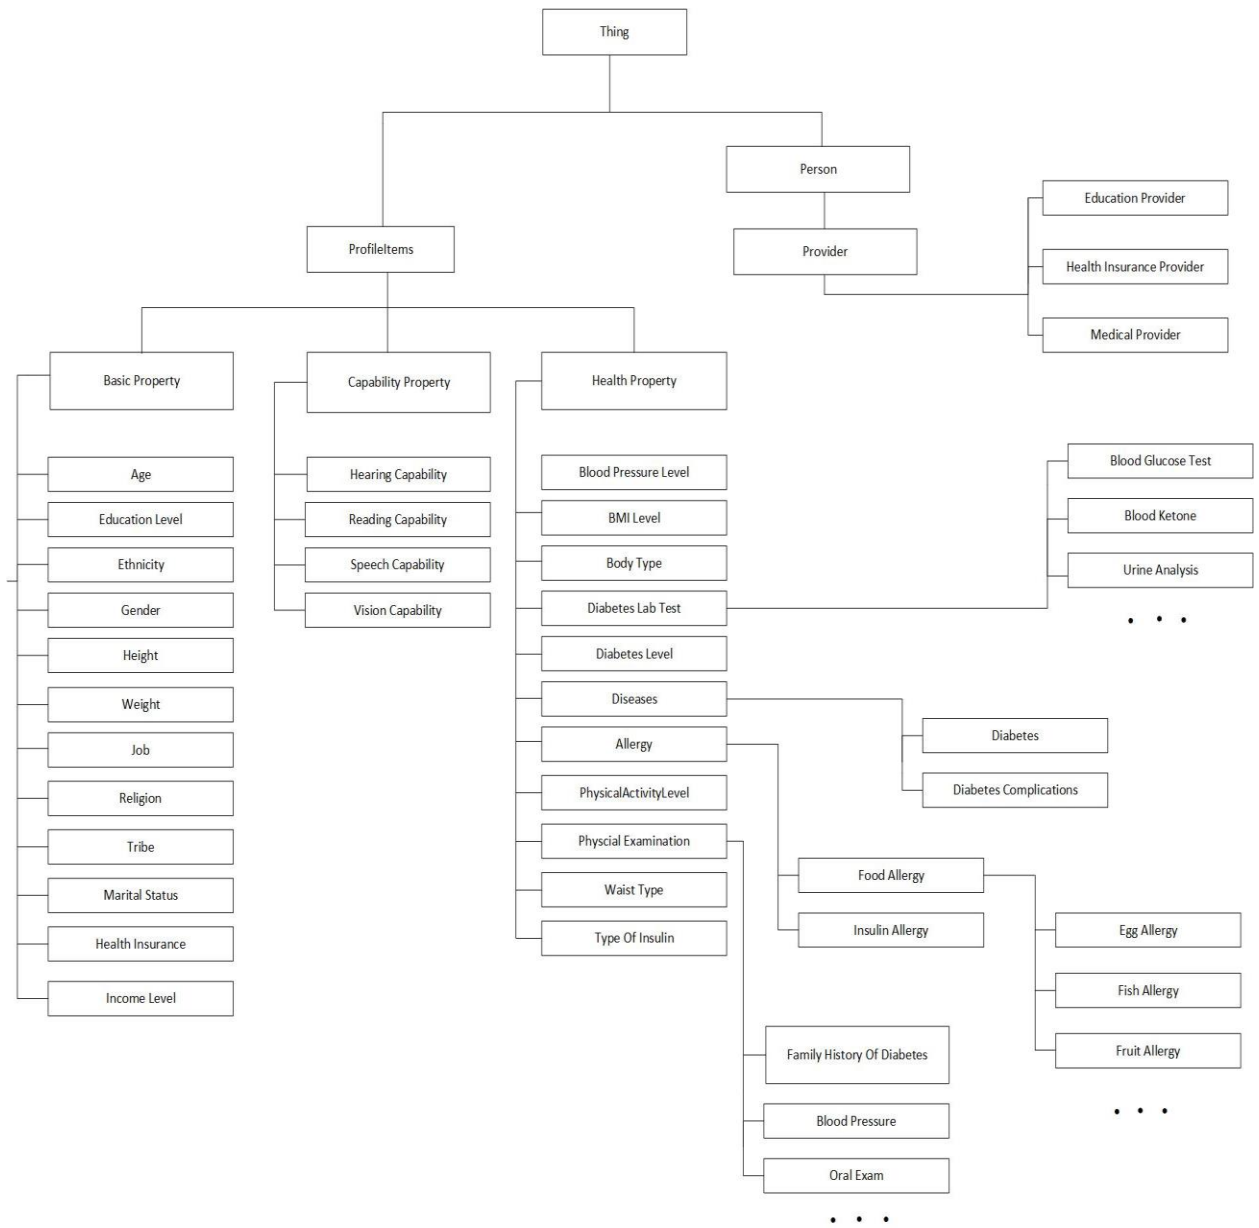 Thing
Person
Education Provider
ProfileItems
Provider
Health Insurance Provider
Medical Provider
Basic Property
Capability Property
Health Property
Age
Education Level
Ethnicity
Gender
Height
Weight
Job
Religion
Tribe
Marital Status
Health Insurance
Income Level
Hearing Capability
Reading Capability
Speech Capability
Vision Capability
Blood Pressure Level
BMI Level
Body Type
Diabetes Lab Test
Diabetes Level
Diseases
Allergy
PhysicalActivityLevel
Physcial Examination
Waist Type
Type Of Insulin
Blood Glucose Test
Blood Ketone
Urine Analysis
• • •
Diabetes
Diabetes Complications
Food Allergy
Insulin Allergy
Egg Allergy
Fish Allergy
Fruit Allergy
• • •
Family History Of Diabetes
Blood Pressure
Oral Exam
• • •